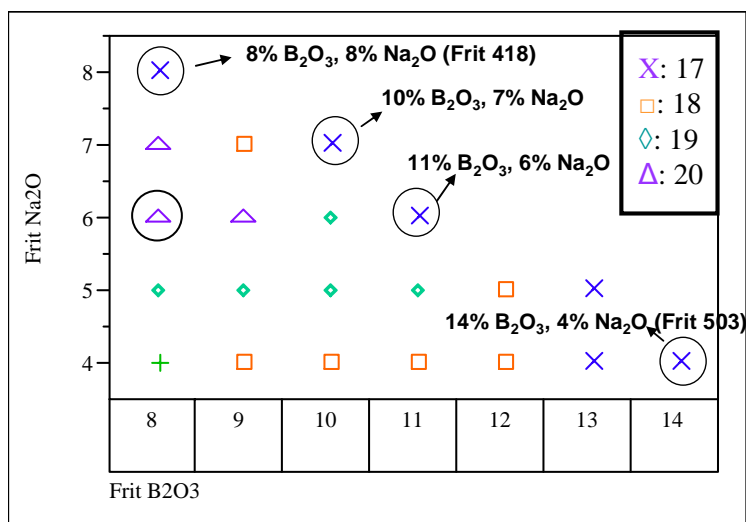 8% B₂O₃, 8% Na₂O (Frit 418)
10% B₂O₃, 7% Na₂O
11% B₂O₃, 6% Na₂O
14% B₂O₃, 4% Na₂O (Frit 503)
X: 17
□: 18
◊: 19
Δ: 20
Frit Na2O
8
7
6
5
4
8 9 10 11 12 13 14
Frit B2O3